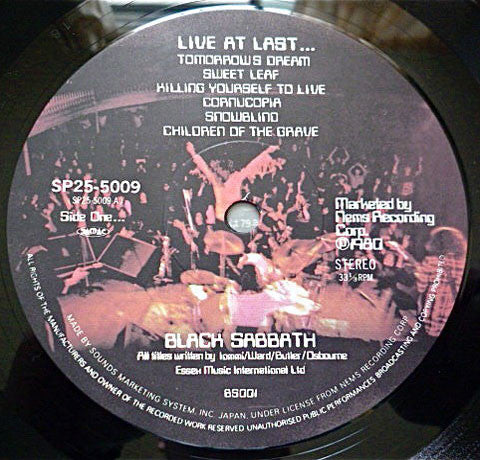 LIVE AT LAST...
TOMORROWS DREAM
SWEET LEAF
KILLING YOURSELF TO LIVE
CORNUCOPIA
SNOWBLIND
CHILDREN OF THE GRAVE
SP25-5009
SP25-5009 A1
Side One...
Marketed by
Nems Recording
Corp.
℗1980
STEREO
33⅓ RPM
BLACK SABBATH
All titles written by Iommi/Ward/Butler/Osbourne
Essex Music International Ltd
BS001
MADE BY SOUNDS MARKETING SYSTEM, INC. JAPAN, UNDER LICENSE FROM NEMS RECORDING CORP.
ALL RIGHTS OF THE MANUFACTURERS AND OWNER OF THE RECORDED WORK RESERVED. UNAUTHORISED PUBLIC PERFORMANCES BROADCASTING AND COPYING PROHIBITED